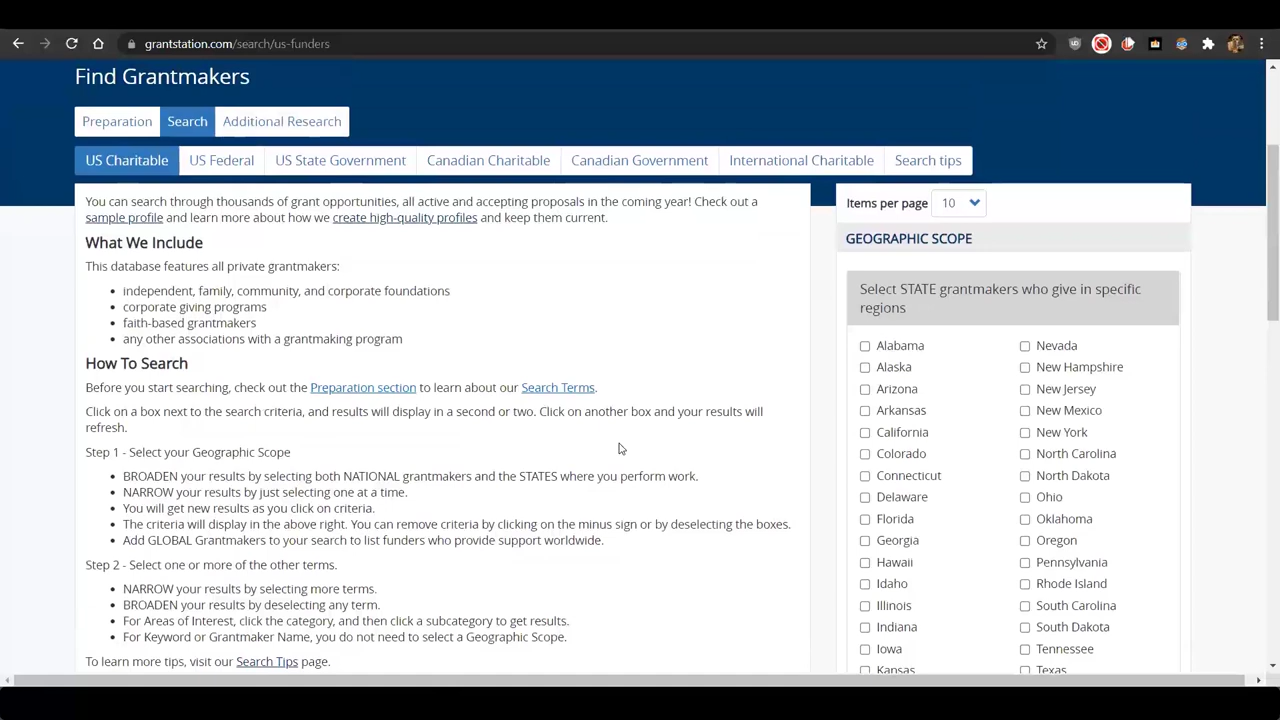 grantstation.com/search/us-funders
Find Grantmakers
Preparation
Search
Additional Research
US Charitable
US Federal
US State Government
Canadian Charitable
Canadian Government
International Charitable
Search tips
You can search through thousands of grant opportunities, all active and accepting proposals in the coming year! Check out a
sample profile and learn more about how we create high-quality profiles and keep them current.
What We Include
This database features all private grantmakers:
independent, family, community, and corporate foundations
corporate giving programs
faith-based grantmakers
any other associations with a grantmaking program
How To Search
Before you start searching, check out the Preparation section to learn about our Search Terms.
Click on a box next to the search criteria, and results will display in a second or two. Click on another box and your results will
refresh.
Step 1 - Select your Geographic Scope
BROADEN your results by selecting both NATIONAL grantmakers and the STATES where you perform work.
NARROW your results by just selecting one at a time.
You will get new results as you click on criteria.
The criteria will display in the above right. You can remove criteria by clicking on the minus sign or by deselecting the boxes.
Add GLOBAL Grantmakers to your search to list funders who provide support worldwide.
Step 2 - Select one or more of the other terms.
NARROW your results by selecting more terms.
BROADEN your results by deselecting any term.
For Areas of Interest, click the category, and then click a subcategory to get results.
For Keyword or Grantmaker Name, you do not need to select a Geographic Scope.
To learn more tips, visit our Search Tips page.
Items per page 10
GEOGRAPHIC SCOPE
Select STATE grantmakers who give in specific
regions
Alabama
Alaska
Arizona
Arkansas
California
Colorado
Connecticut
Delaware
Florida
Georgia
Hawaii
Idaho
Illinois
Indiana
Iowa
Kansas
Nevada
New Hampshire
New Jersey
New Mexico
New York
North Carolina
North Dakota
Ohio
Oklahoma
Oregon
Pennsylvania
Rhode Island
South Carolina
South Dakota
Tennessee
Texas